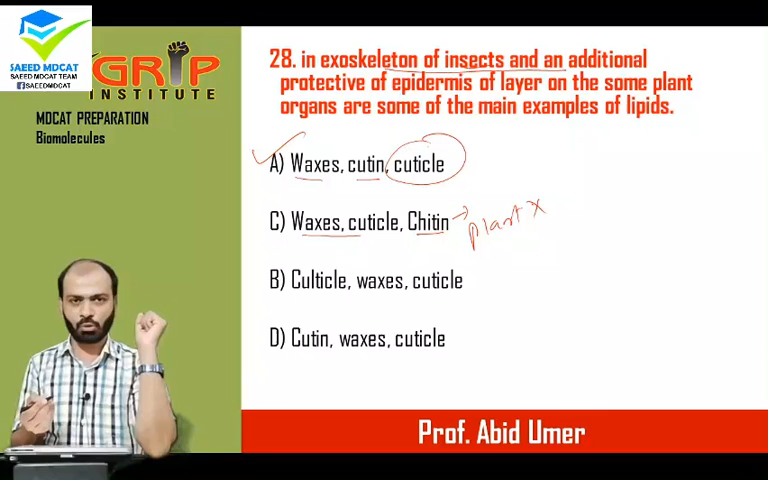 SAEED MDCAT
SAEED MDCAT TEAM
/SAEEDMDCAT
GRIP
INSTITUTE
MDCAT PREPARATION
Biomolecules
28. in exoskeleton of insects and an additional
protective of epidermis of layer on the some plant
organs are some of the main examples of lipids.
A) Waxes, cutin, cuticle
C) Waxes, cuticle, Chitin → plant x
B) Culticle, waxes, cuticle
D) Cutin, waxes, cuticle
Prof. Abid Umer